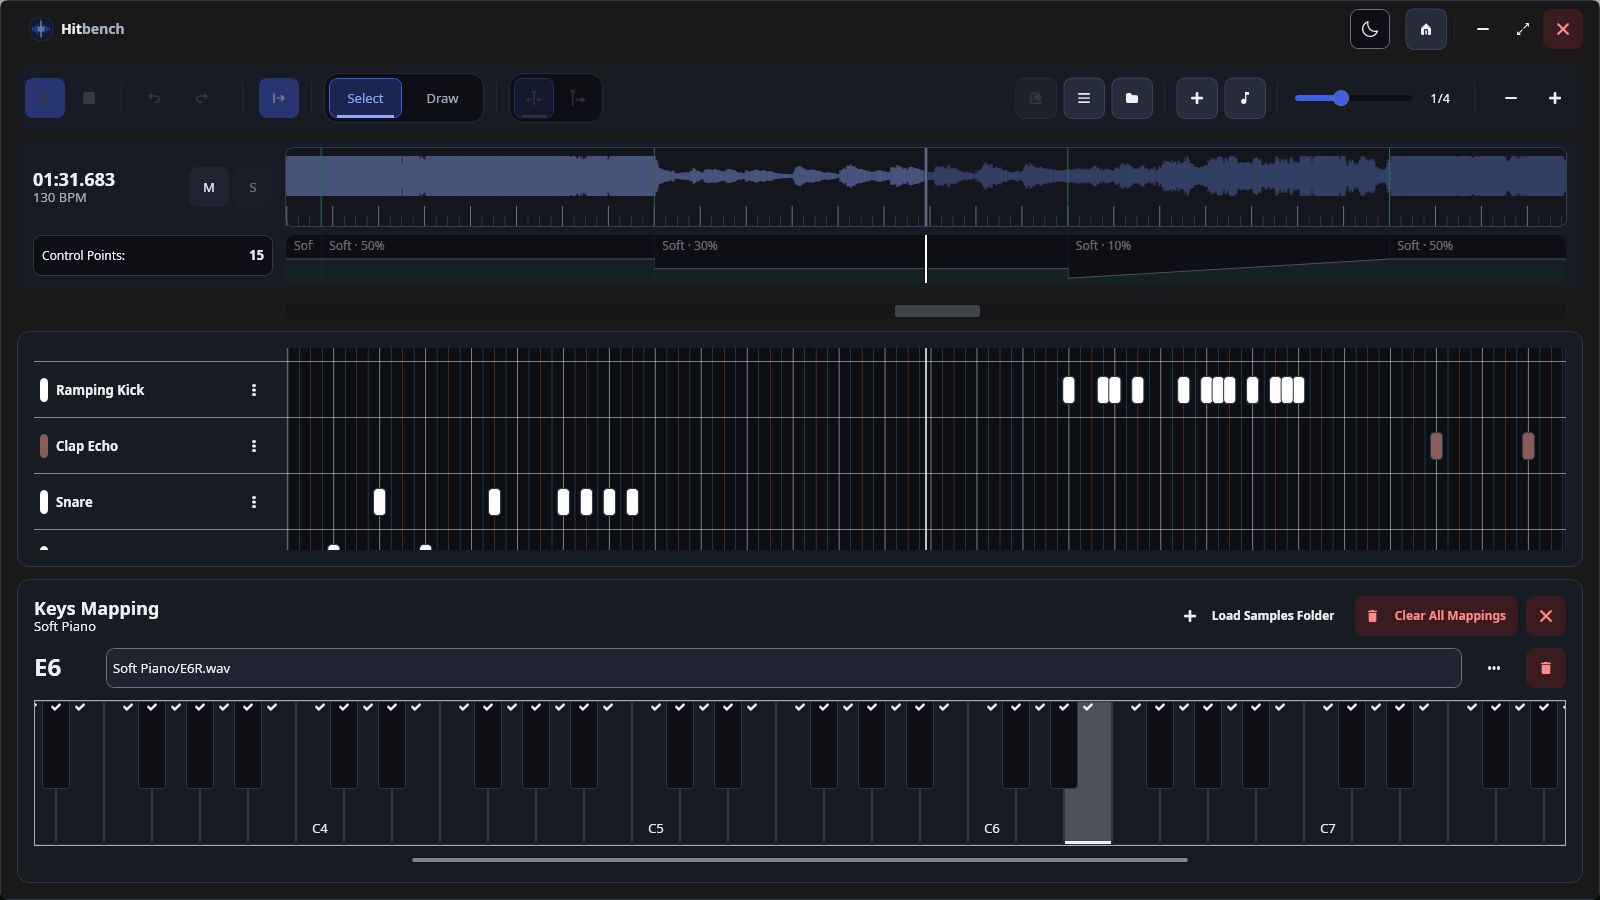 Hitbench
Select
Draw
1/4
01:31.683
130 BPM
M
S
Control Points:
15
Sof
Soft · 50%
Soft · 30%
Soft · 10%
Soft · 50%
Ramping Kick
Clap Echo
Snare
Keys Mapping
Soft Piano
Load Samples Folder
Clear All Mappings
E6
Soft Piano/E6R.wav
C4
C5
C6
C7